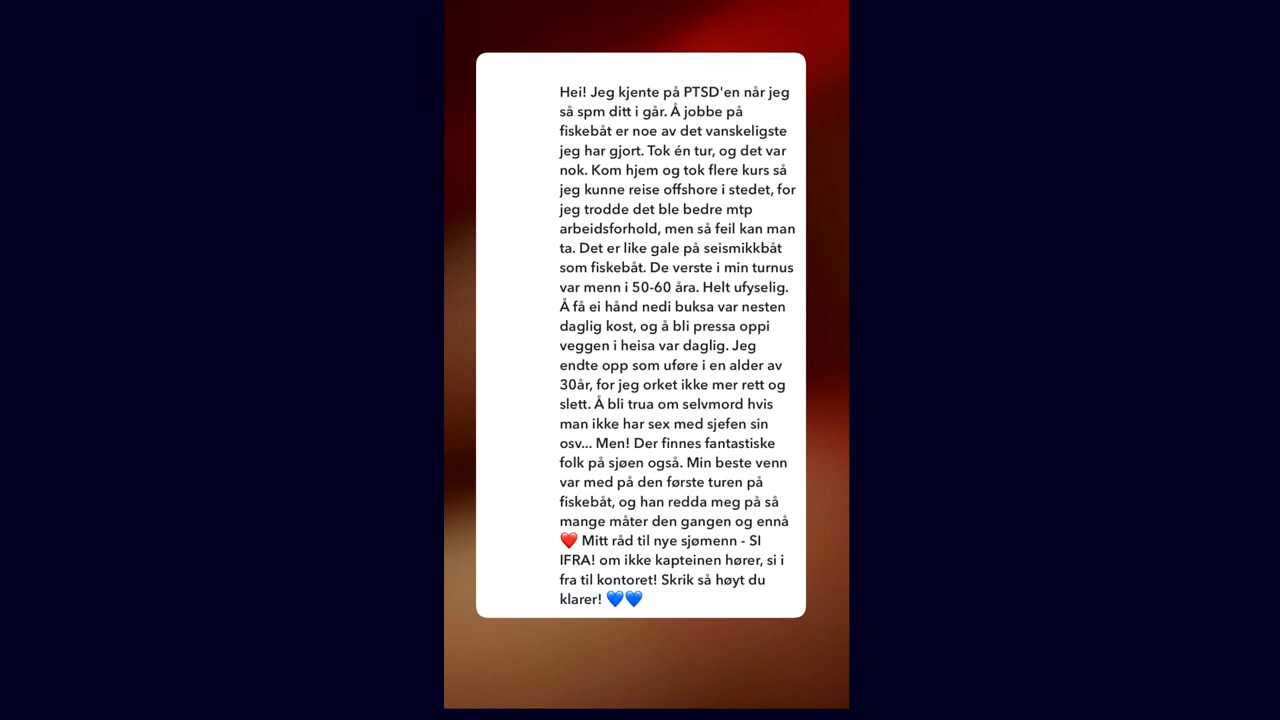 Hei! Jeg kjente på PTSD'en når jeg
så spm ditt i går. Å jobbe på
fiskebåt er noe av det vanskeligste
jeg har gjort. Tok én tur, og det var
nok. Kom hjem og tok flere kurs så
jeg kunne reise offshore i stedet, for
jeg trodde det ble bedre mtp
arbeidsforhold, men så feil kan man
ta. Det er like gale på seismikkbåt
som fiskebåt. De verste i min turnus
var menn i 50-60 åra. Helt ufyselig.
Å få ei hånd nedi buksa var nesten
daglig kost, og å bli pressa oppi
veggen i heisa var daglig. Jeg
endte opp som uføre i en alder av
30år, for jeg orket ikke mer rett og
slett. Å bli trua om selvmord hvis
man ikke har sex med sjefen sin
osv... Men! Der finnes fantastiske
folk på sjøen også. Min beste venn
var med på den første turen på
fiskebåt, og han redda meg på så
mange måter den gangen og ennå
❤️ Mitt råd til nye sjømenn - SI
IFRA! om ikke kapteinen hører, si i
fra til kontoret! Skrik så høyt du
klarer! 💙💙